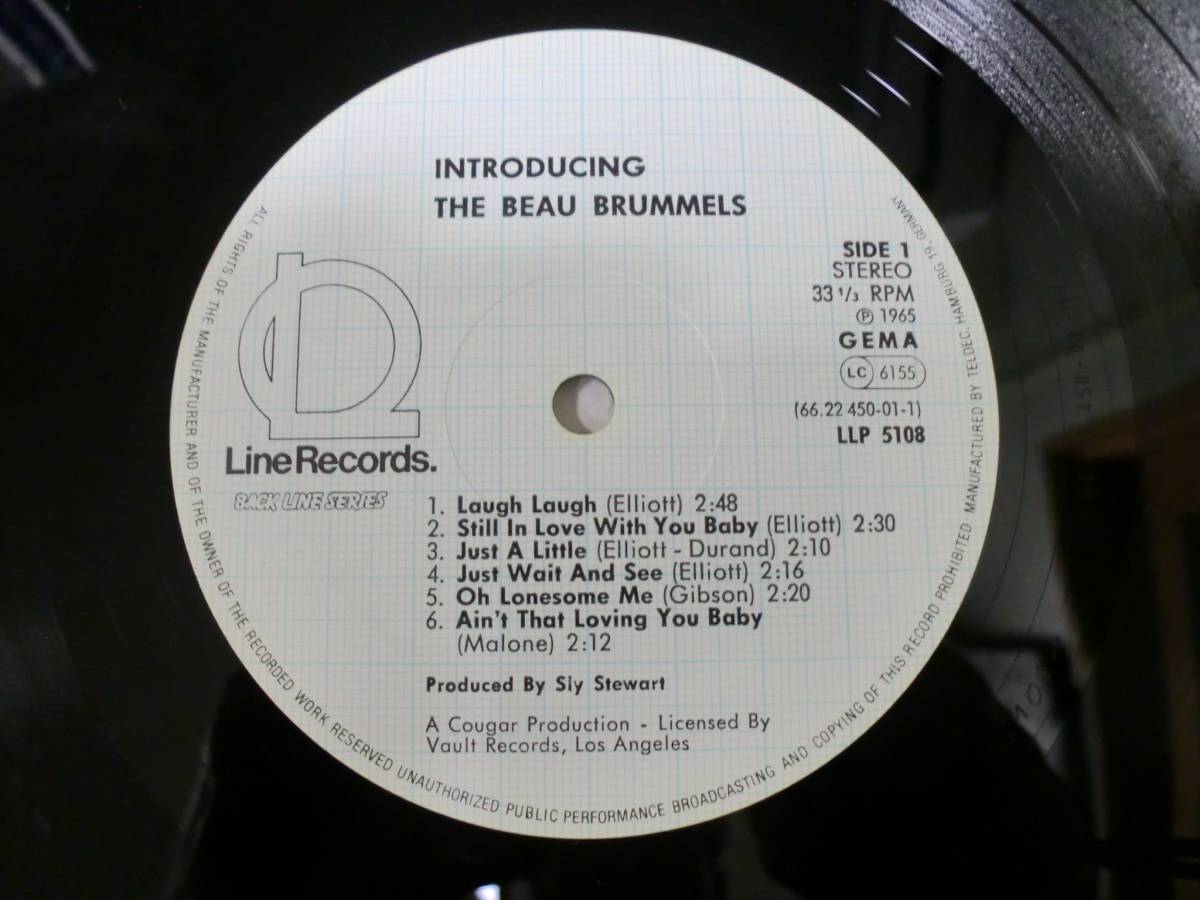 INTRODUCING
THE BEAU BRUMMELS
SIDE 1
STEREO
33 1/3 RPM
℗ 1965
GEMA
LC 6155
(66.22 450-01-1)
LLP 5108
Line Records.
BACK LINE SERIES
1. Laugh Laugh (Elliott) 2:48
2. Still In Love With You Baby (Elliott) 2:30
3. Just A Little (Elliott - Durand) 2:10
4. Just Wait And See (Elliott) 2:16
5. Oh Lonesome Me (Gibson) 2:20
6. Ain't That Loving You Baby
(Malone) 2:12
Produced By Sly Stewart
A Cougar Production - Licensed By
Vault Records, Los Angeles
ALL RIGHTS OF THE MANUFACTURER AND OF THE OWNER OF THE RECORDED WORK RESERVED UNAUTHORIZED PUBLIC PERFORMANCE BROADCASTING AND COPYING OF THIS RECORD PROHIBITED MANUFACTURED BY TELDEC, HAMBURG 19, GERMANY